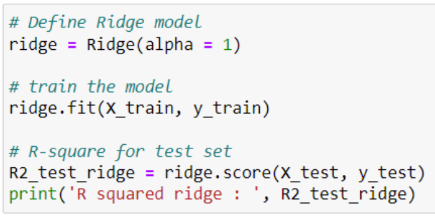 # Define Ridge model
ridge = Ridge(alpha = 1)
# train the model
ridge.fit(X_train, y_train)
# R-square for test set
R2_test_ridge = ridge.score(X_test, y_test)
print('R squared ridge : ', R2_test_ridge)